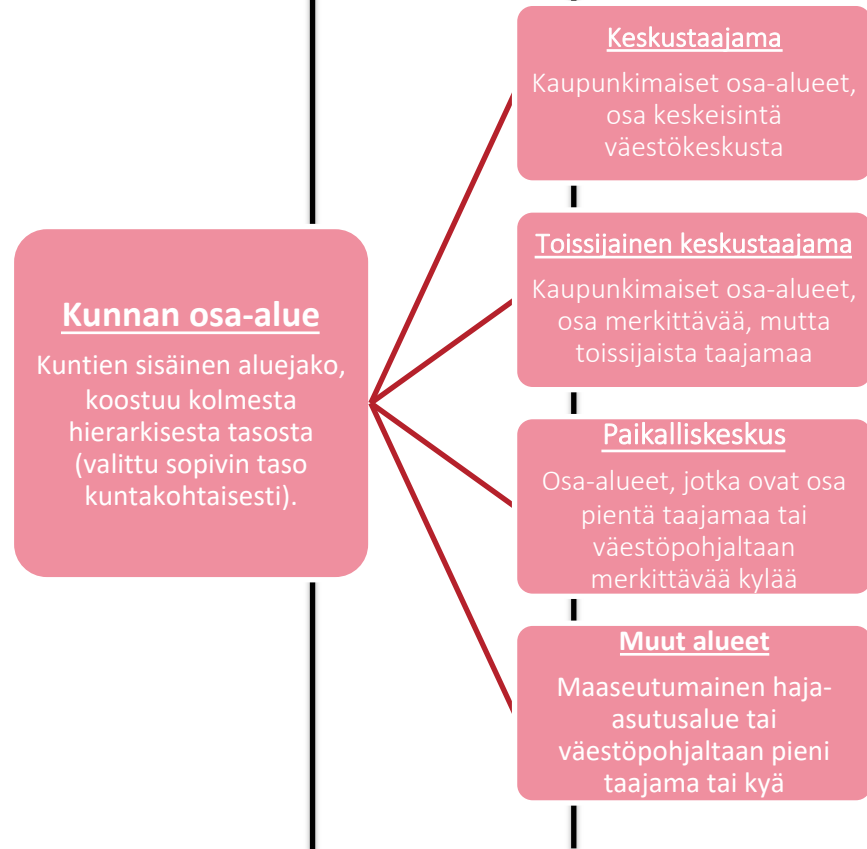 Kunnan osa-alue
Kuntien sisäinen aluejako,
koostuu kolmesta
hierarkisesta tasosta
(valittu sopivin taso
kuntakohtaisesti).
Keskustaajama
Kaupunkimaiset osa-alueet,
osa keskeisintä
väestökeskusta
Toissijainen keskustaajama
Kaupunkimaiset osa-alueet,
osa merkittävää, mutta
toissijaista taajamaa
Paikalliskeskus
Osa-alueet, jotka ovat osa
pientä taajamaa tai
väestöpohjaltaan
merkittävää kylää
Muut alueet
Maaseutumainen haja-
asutusalue tai
väestöpohjaltaan pieni
taajama tai kyä